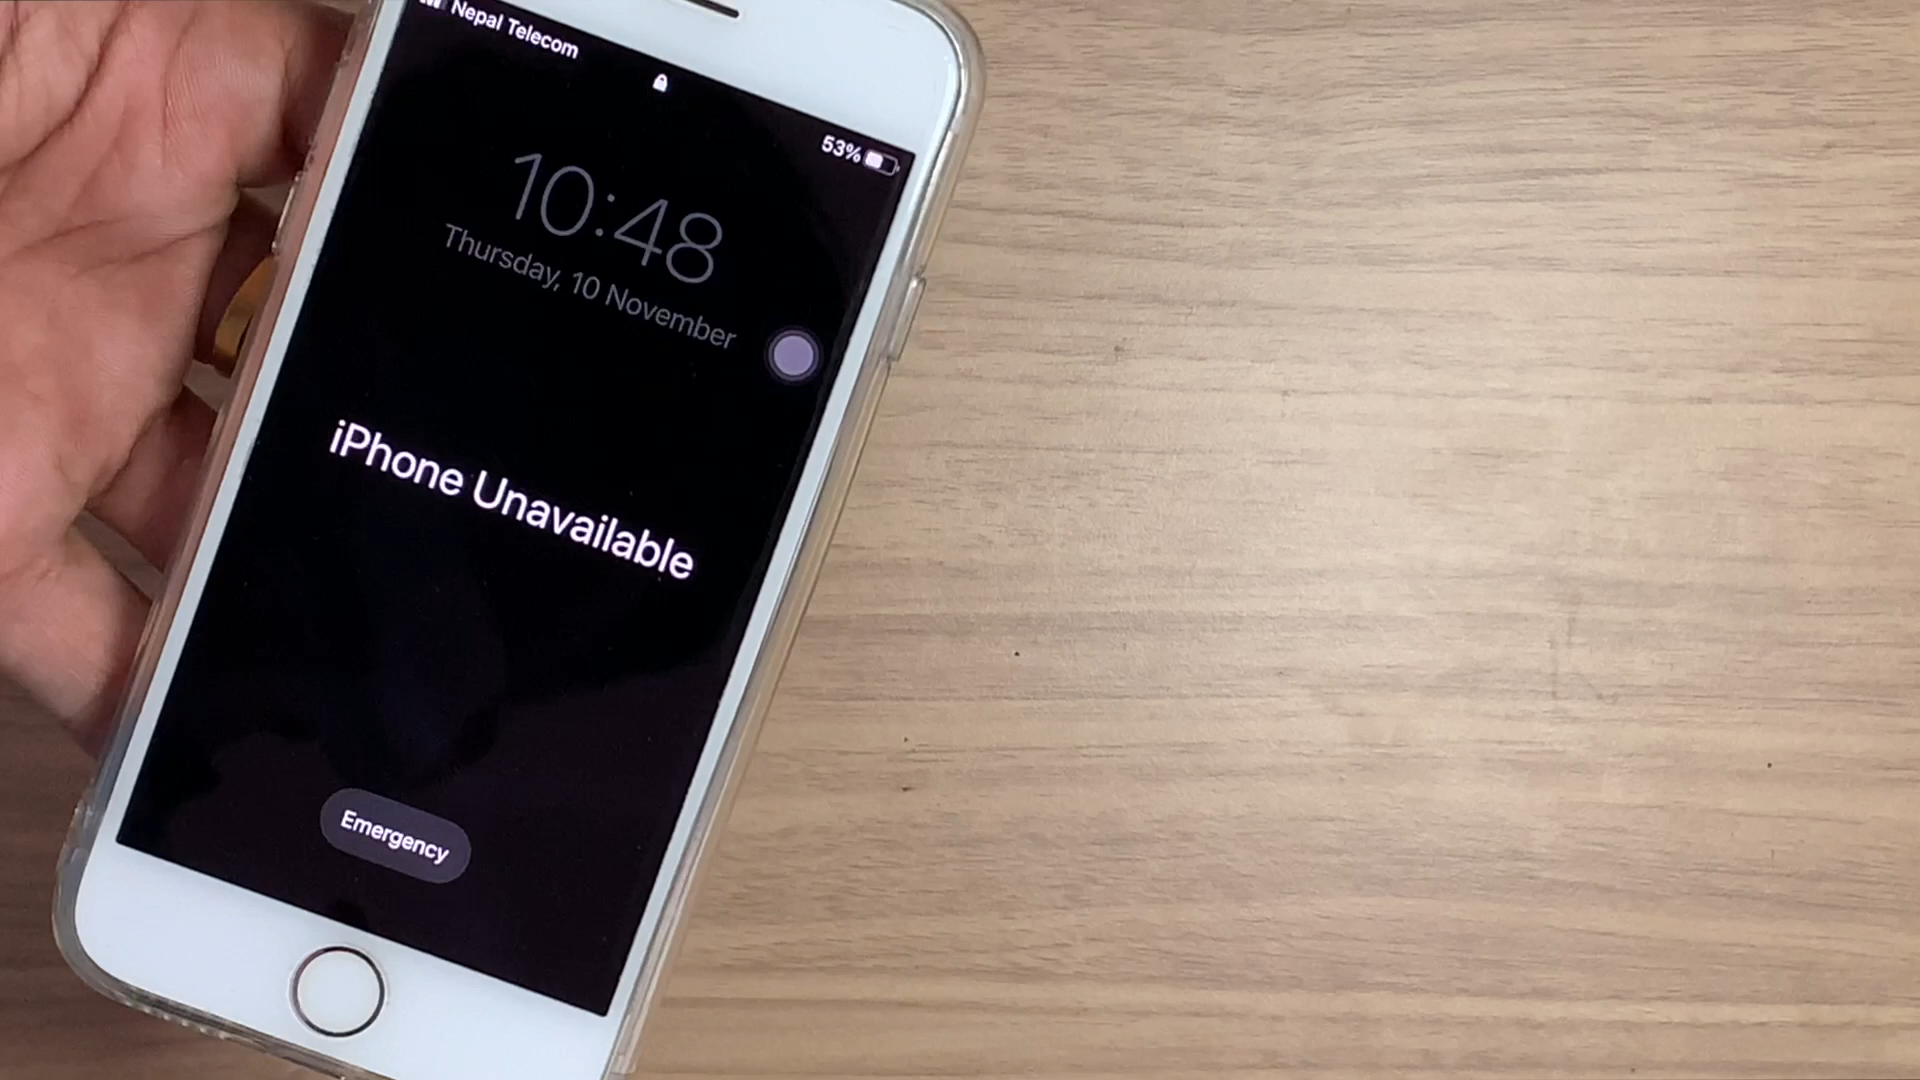 Nepal Telecom
53%
10:48
Thursday, 10 November
iPhone Unavailable
Emergency